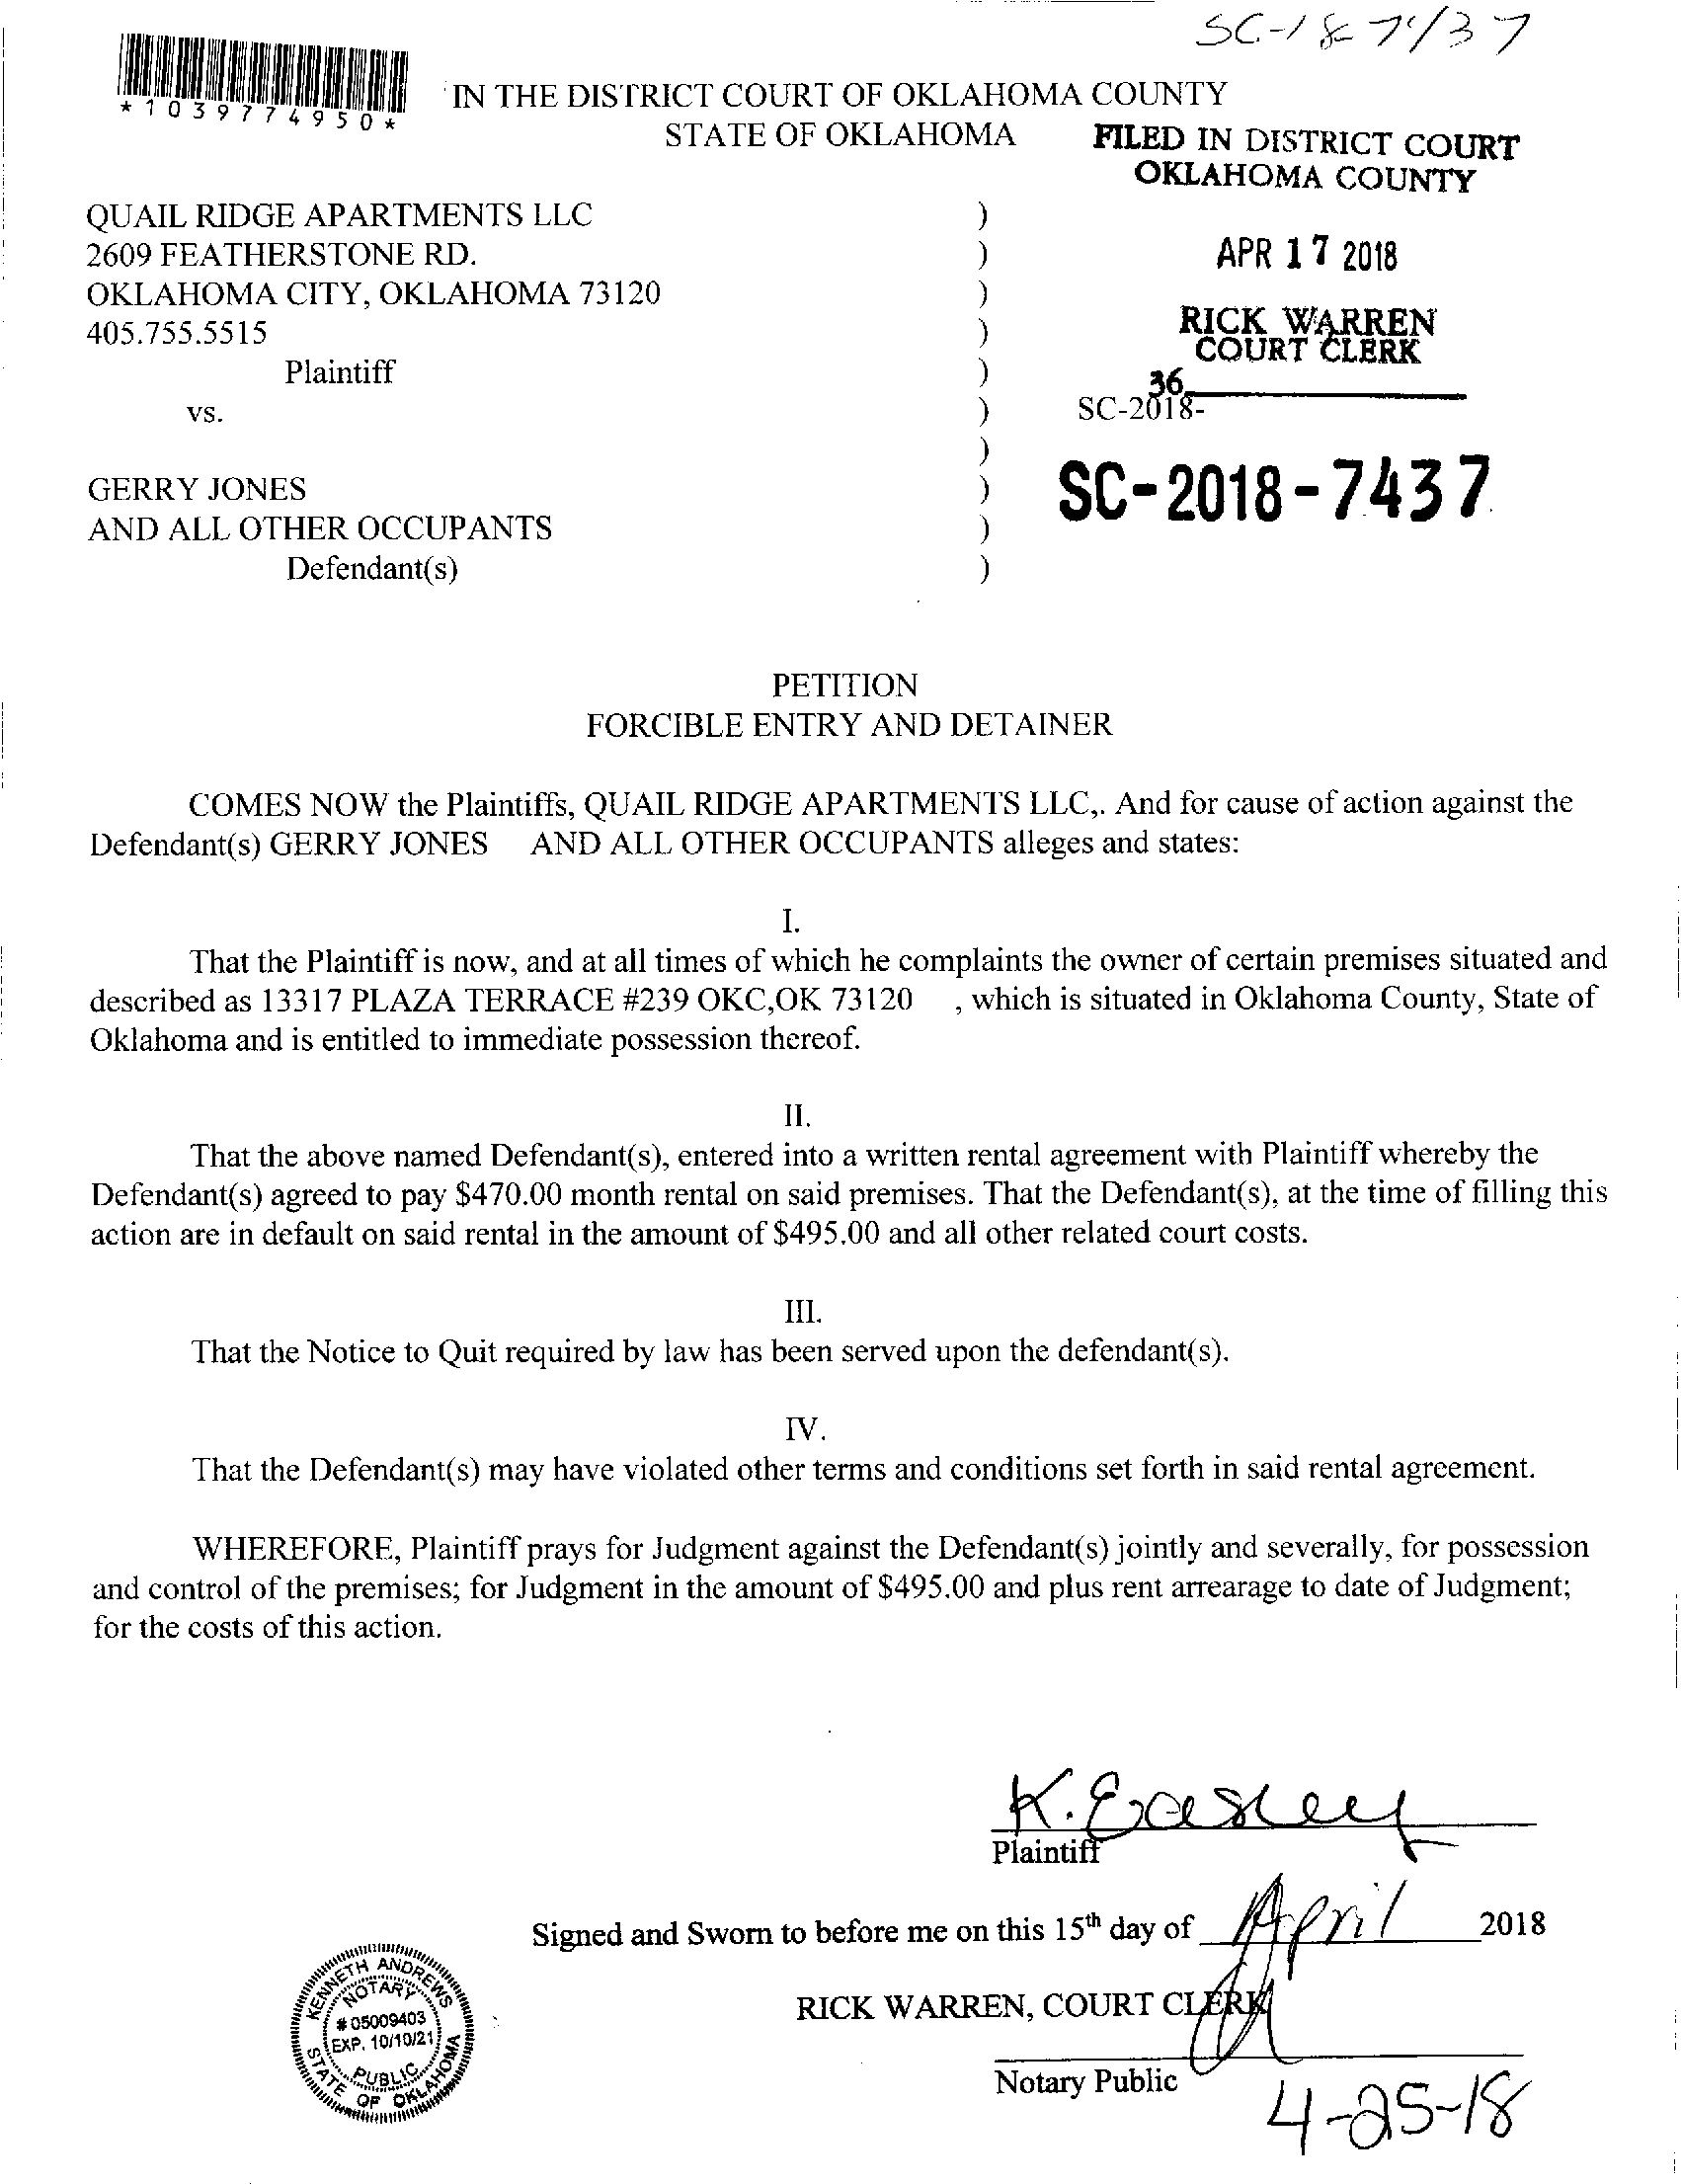 SC-18-7437
*1039774950*
IN THE DISTRICT COURT OF OKLAHOMA COUNTY
STATE OF OKLAHOMA
FILED IN DISTRICT COURT
OKLAHOMA COUNTY
QUAIL RIDGE APARTMENTS LLC )
2609 FEATHERSTONE RD. )
APR 17 2018
OKLAHOMA CITY, OKLAHOMA 73120 )
405.755.5515 )
RICK WARREN
COURT CLERK
Plaintiff )
36
vs. ) SC-2018-
)
GERRY JONES ) SC-2018-7437
AND ALL OTHER OCCUPANTS )
Defendant(s) )
PETITION
FORCIBLE ENTRY AND DETAINER
COMES NOW the Plaintiffs, QUAIL RIDGE APARTMENTS LLC,. And for cause of action against the
Defendant(s) GERRY JONES AND ALL OTHER OCCUPANTS alleges and states:
I.
That the Plaintiff is now, and at all times of which he complaints the owner of certain premises situated and
described as 13317 PLAZA TERRACE #239 OKC,OK 73120 , which is situated in Oklahoma County, State of
Oklahoma and is entitled to immediate possession thereof.
II.
That the above named Defendant(s), entered into a written rental agreement with Plaintiff whereby the
Defendant(s) agreed to pay $470.00 month rental on said premises. That the Defendant(s), at the time of filling this
action are in default on said rental in the amount of $495.00 and all other related court costs.
III.
That the Notice to Quit required by law has been served upon the defendant(s).
IV.
That the Defendant(s) may have violated other terms and conditions set forth in said rental agreement.
WHEREFORE, Plaintiff prays for Judgment against the Defendant(s) jointly and severally, for possession
and control of the premises; for Judgment in the amount of $495.00 and plus rent arrearage to date of Judgment;
for the costs of this action.
K. Easley
Plaintiff
Signed and Sworn to before me on this 15th day of April 2018
RICK WARREN, COURT CLERK
Notary Public
4-25-18
KENNETH ANDREWS
NOTARY
# 05009403
EXP. 10/10/21
PUBLIC
STATE OF OKLAHOMA